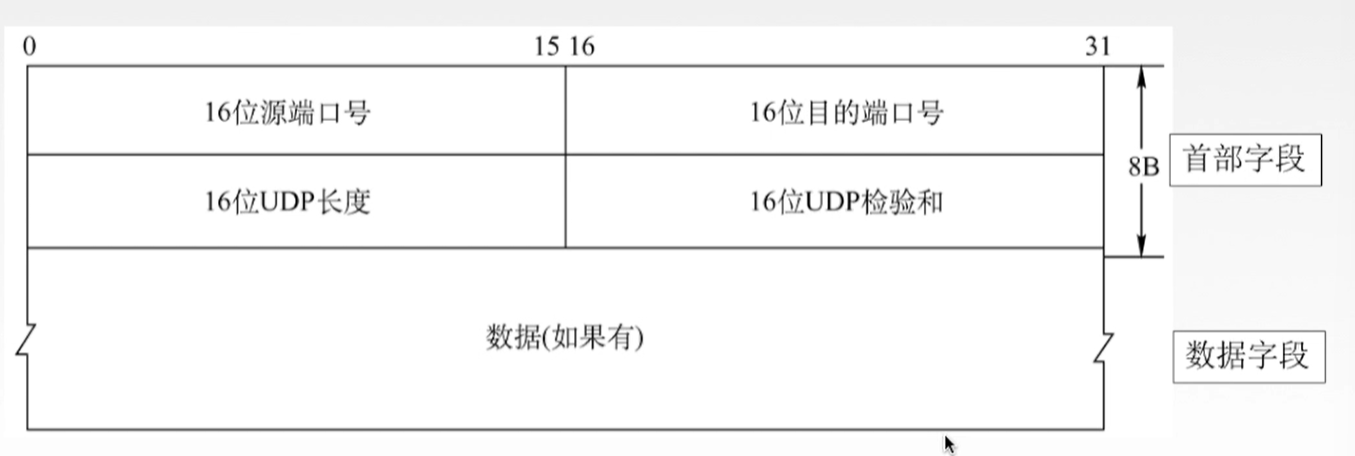 0 15 16 31
16位源端口号 16位目的端口号
8B 首部字段
16位UDP长度 16位UDP检验和
数据(如果有)
数据字段